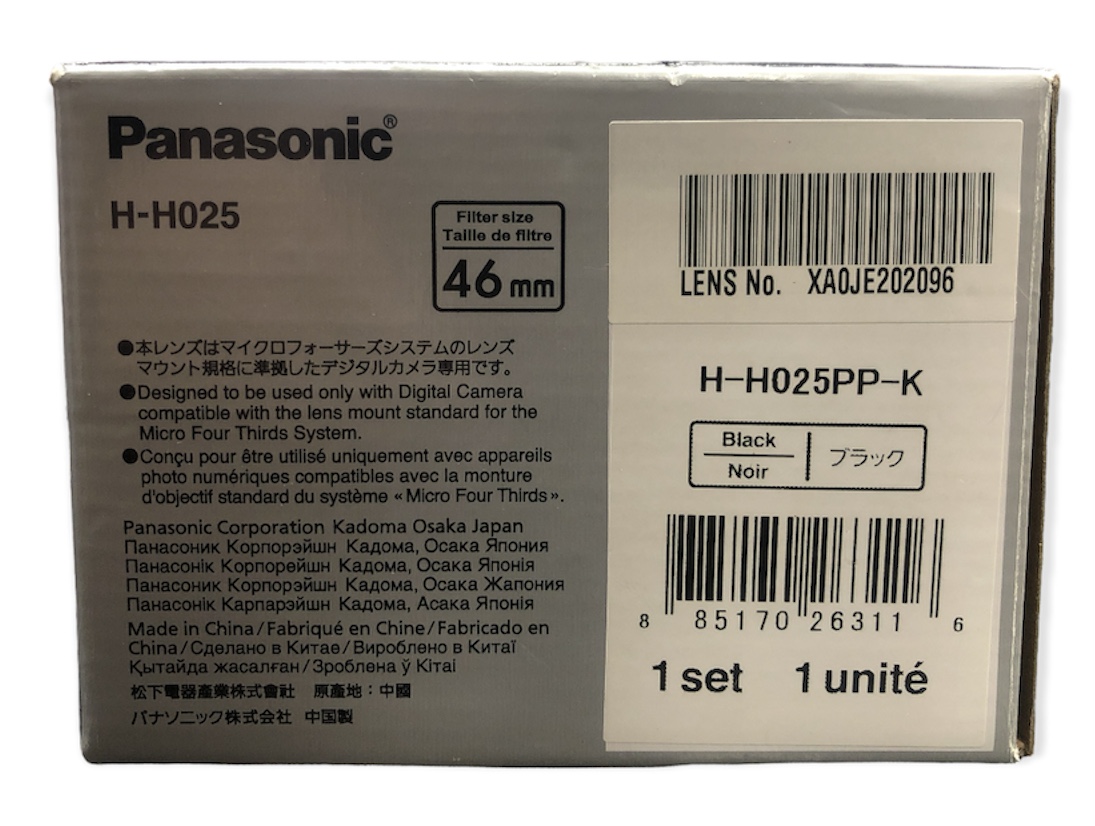 Panasonic®
H-H025
Filter size
Taille de filtre
46 mm
●本レンズはマイクロフォーサーズシステムのレンズ
マウント規格に準拠したデジタルカメラ専用です。
●Designed to be used only with Digital Camera
compatible with the lens mount standard for the
Micro Four Thirds System.
●Conçu pour être utilisé uniquement avec appareils
photo numériques compatibles avec la monture
d'objectif standard du système «Micro Four Thirds».
Panasonic Corporation Kadoma Osaka Japan
Панасоник Корпорэйшн Кадома, Осака Япония
Панасонік Корпорейшн Кадома, Осака Японія
Панасоник Корпорэйшн Кадома, Осака Жапония
Панасонік Карпарэйшн Кадома, Асака Японія
Made in China/Fabriqué en Chine/Fabricado en
China/Сделано в Китае/Вироблено в Китаї
Қытайда жасалған/Зроблена ў Кітаі
松下電器產業株式會社 原產地：中國
パナソニック株式会社 中国製
LENS No. XA0JE202096
H-H025PP-K
Black
Noir
ブラック
8 85170 26311 6
1 set 1 unité